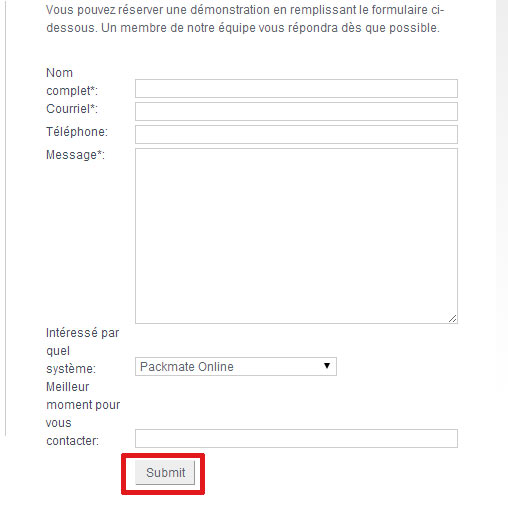 Vous pouvez réserver une démonstration en remplissant le formulaire ci-
dessous. Un membre de notre équipe vous répondra dès que possible.
Nom
complet*:
Courriel*:
Téléphone:
Message*:
Intéressé par
quel
système:
Packmate Online
Meilleur
moment pour
vous
contacter:
Submit